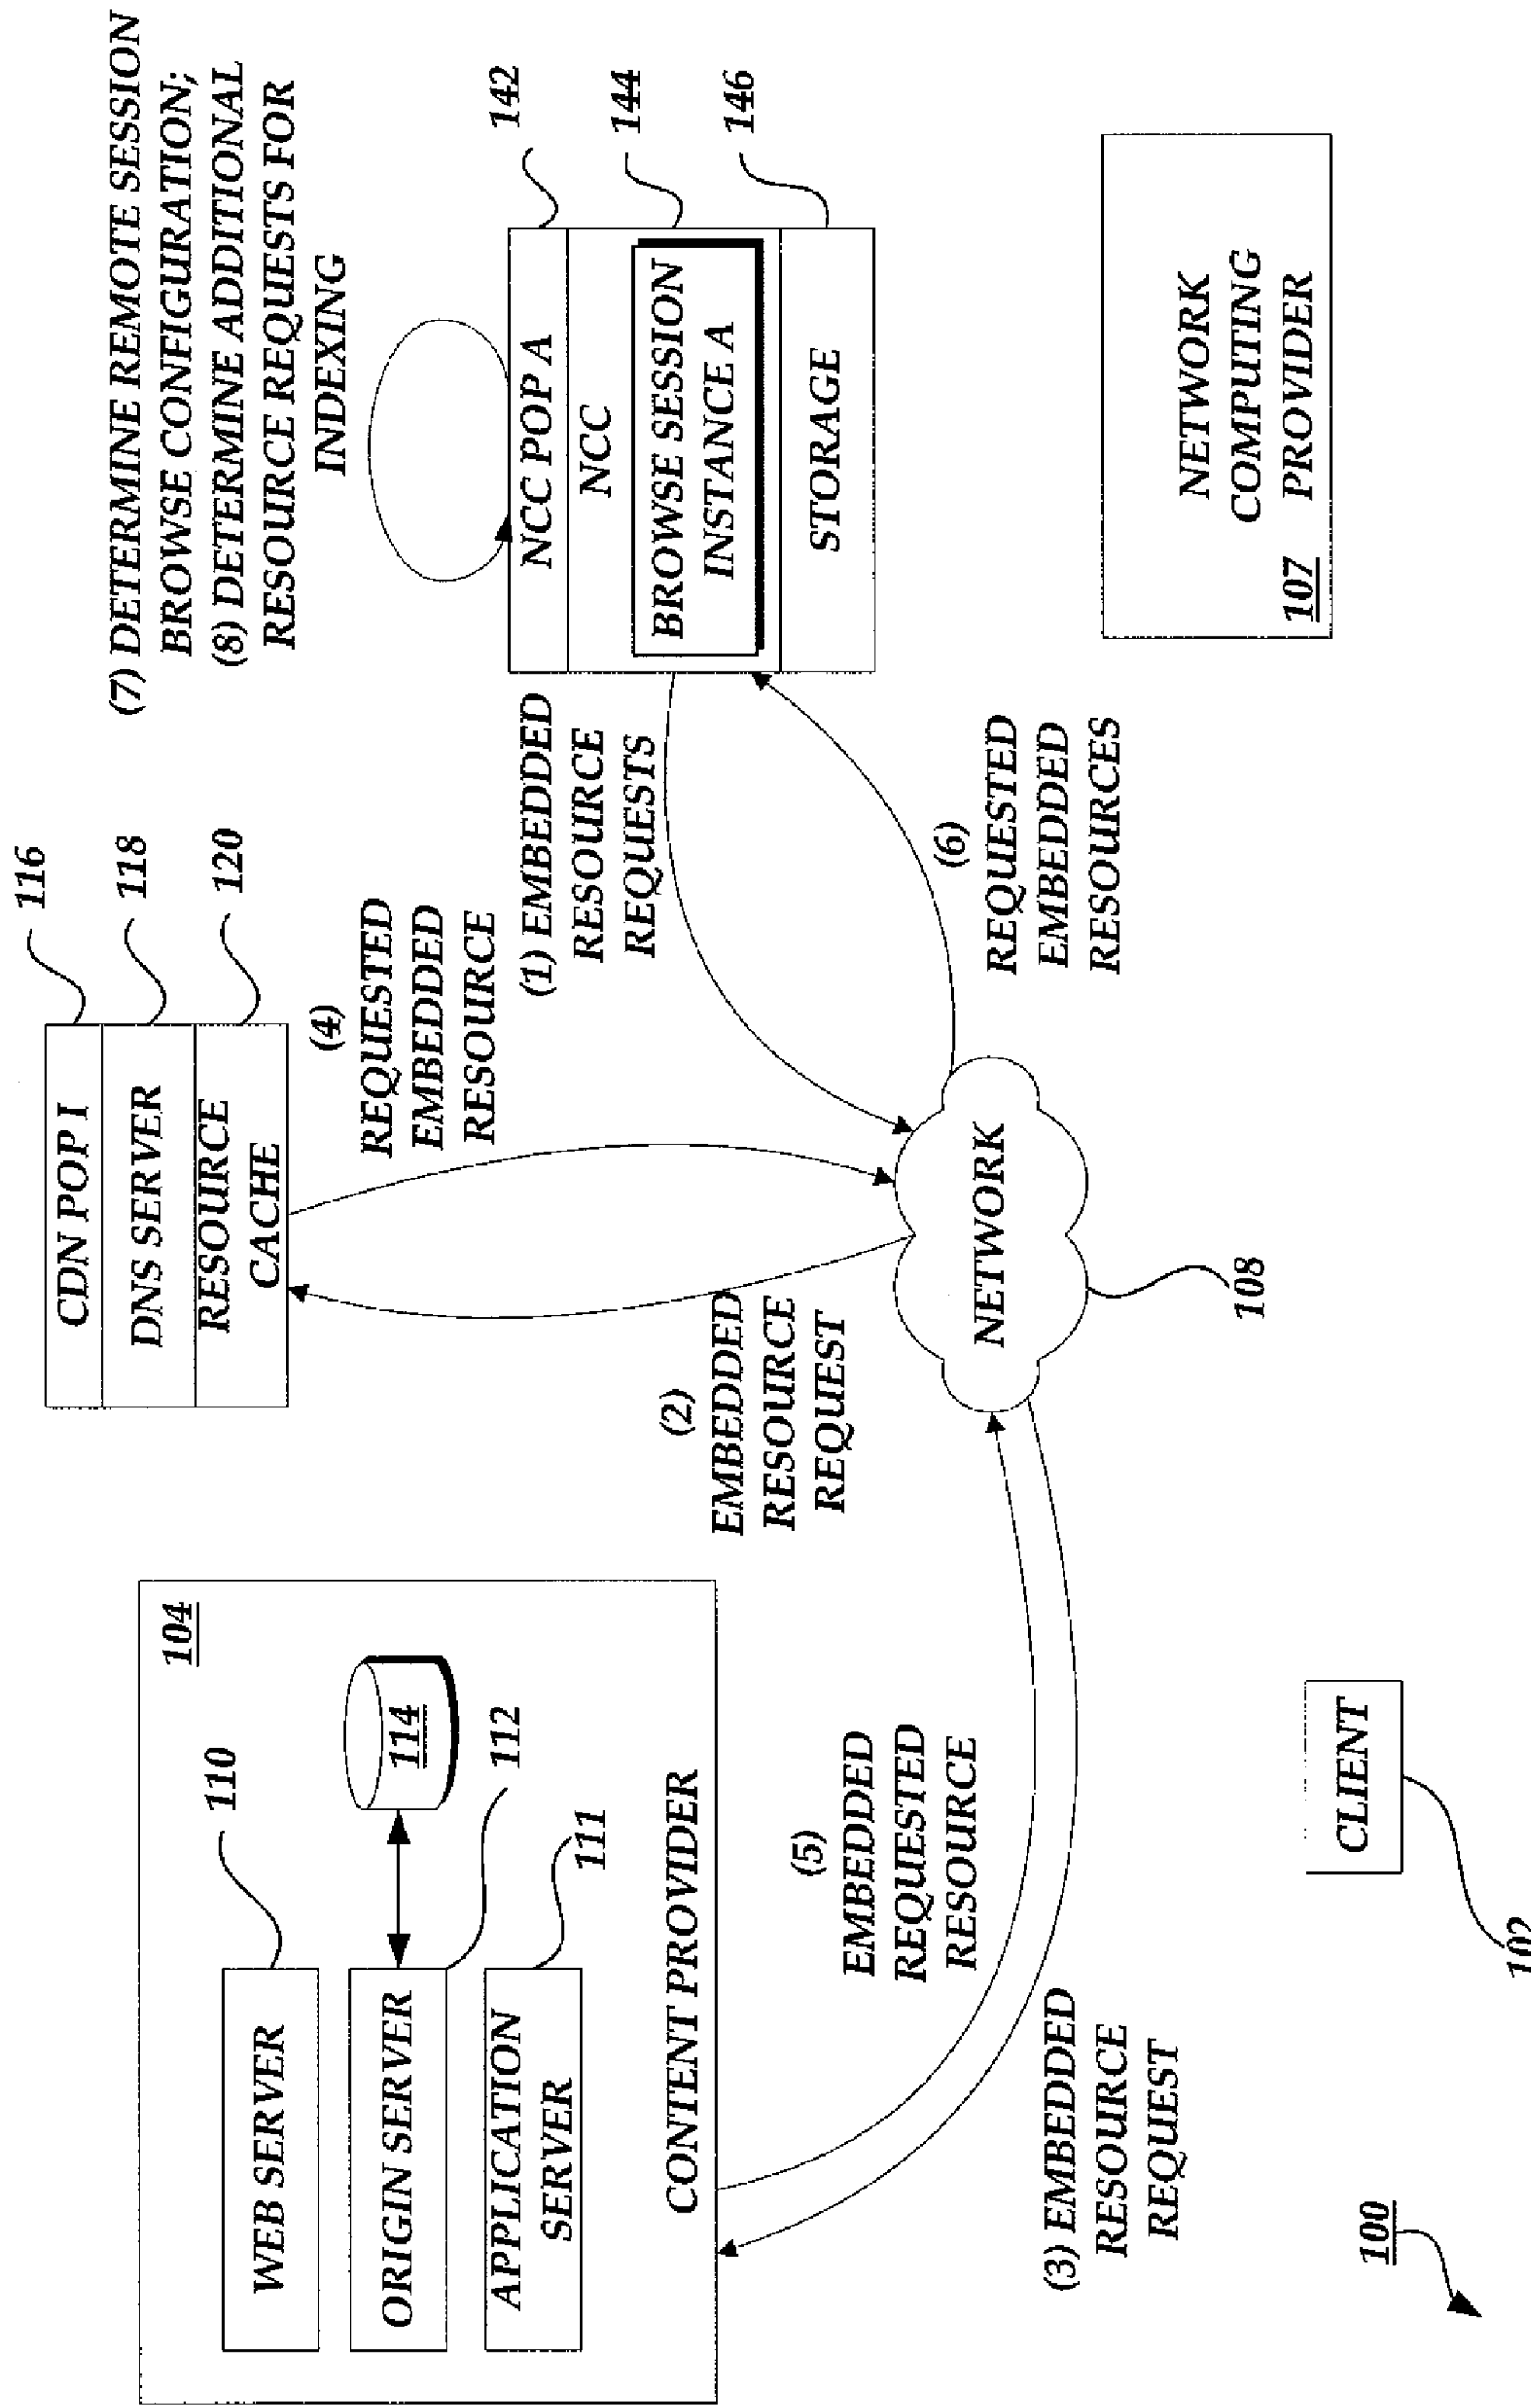 104
110
WEB SERVER
ORIGIN SERVER
114
112
APPLICATION
SERVER
111
CONTENT PROVIDER
116
118
120
CDN POP I
DNS SERVER
RESOURCE
CACHE
(7) DETERMINE REMOTE SESSION
BROWSE CONFIGURATION;
(8) DETERMINE ADDITIONAL
RESOURCE REQUESTS FOR
INDEXING
142
144
146
NCC POP A
NCC
BROWSE SESSION
INSTANCE A
STORAGE
(4)
REQUESTED
EMBEDDED
RESOURCE
(1) EMBEDDED
RESOURCE
REQUESTS
(2)
EMBEDDED
RESOURCE
REQUEST
(6)
REQUESTED
EMBEDDED
RESOURCES
(5)
EMBEDDED
REQUESTED
RESOURCE
(3) EMBEDDED
RESOURCE
REQUEST
NETWORK
108
NETWORK
COMPUTING
PROVIDER
107
CLIENT
102
100